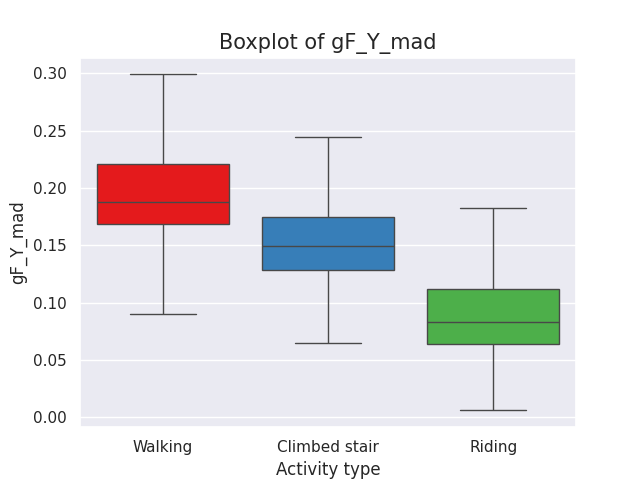 Boxplot of gF_Y_mad
gF_Y_mad
0.30
0.25
0.20
0.15
0.10
0.05
0.00
Walking
Climbed stair
Riding
Activity type